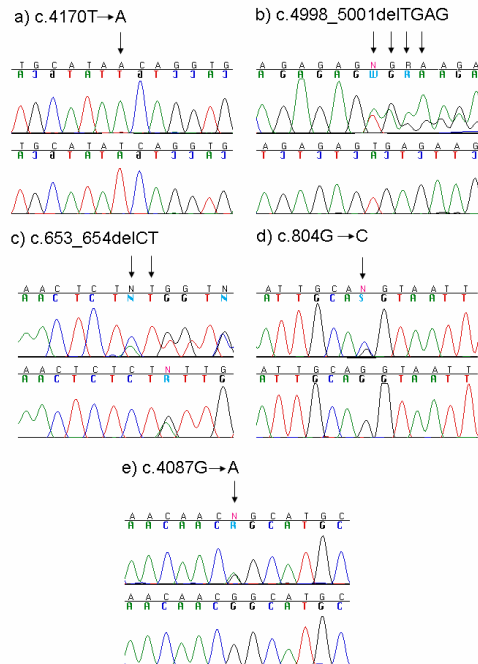 a) c.4170T→A
T G C A T A A C A G G T G
b) c.4998_5001delTGAG
A G A G A G N G R A A G A
c) c.653_654delCT
A A C T C T N T G G T N
A A C T C T N T G G T N
A A C T C T C T N T T G
A A C T C T C T R T T G
d) c.804G→C
A T T G C A N G T A A T T
A T T G C A S G T A A T T
A T T G C A G G T A A T T
A T T G C A G G T A A T T
e) c.4087G→A
A A C A A C N G C A T G C
A A C A A C R G C A T G C
A A C A A C G G C A T G C
A A C A A C G G C A T G C